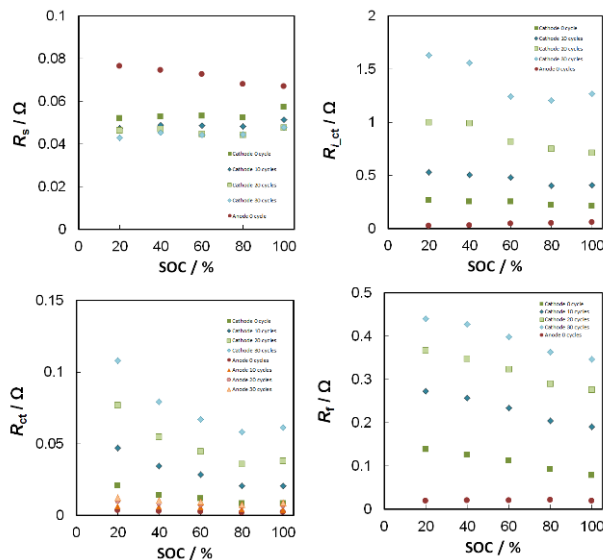 0.1
0.08
0.06
0.04
0.02
0
Rs / Ω
Cathode 0 cycle
Cathode 10 cycles
Cathode 20 cycles
Cathode 30 cycles
Anode 0 cycle
0 20 40 60 80 100
SOC / %
2
1.5
1
0.5
0
Ri_ct / Ω
Cathode 0 cycle
Cathode 10 cycles
Cathode 20 cycles
Cathode 30 cycles
Anode 0 cycles
0 20 40 60 80 100
SOC / %
0.15
0.1
0.05
0
Rct / Ω
Cathode 0 cycle
Cathode 10 cycles
Cathode 20 cycles
Cathode 30 cycles
Anode 0 cycles
Anode 10 cycles
Anode 20 cycles
Anode 30 cycles
0 20 40 60 80 100
SOC / %
0.5
0.4
0.3
0.2
0.1
0
Rf / Ω
Cathode 0 cycle
Cathode 10 cycles
Cathode 20 cycles
Cathode 30 cycles
Anode 0 cycles
0 20 40 60 80 100
SOC / %